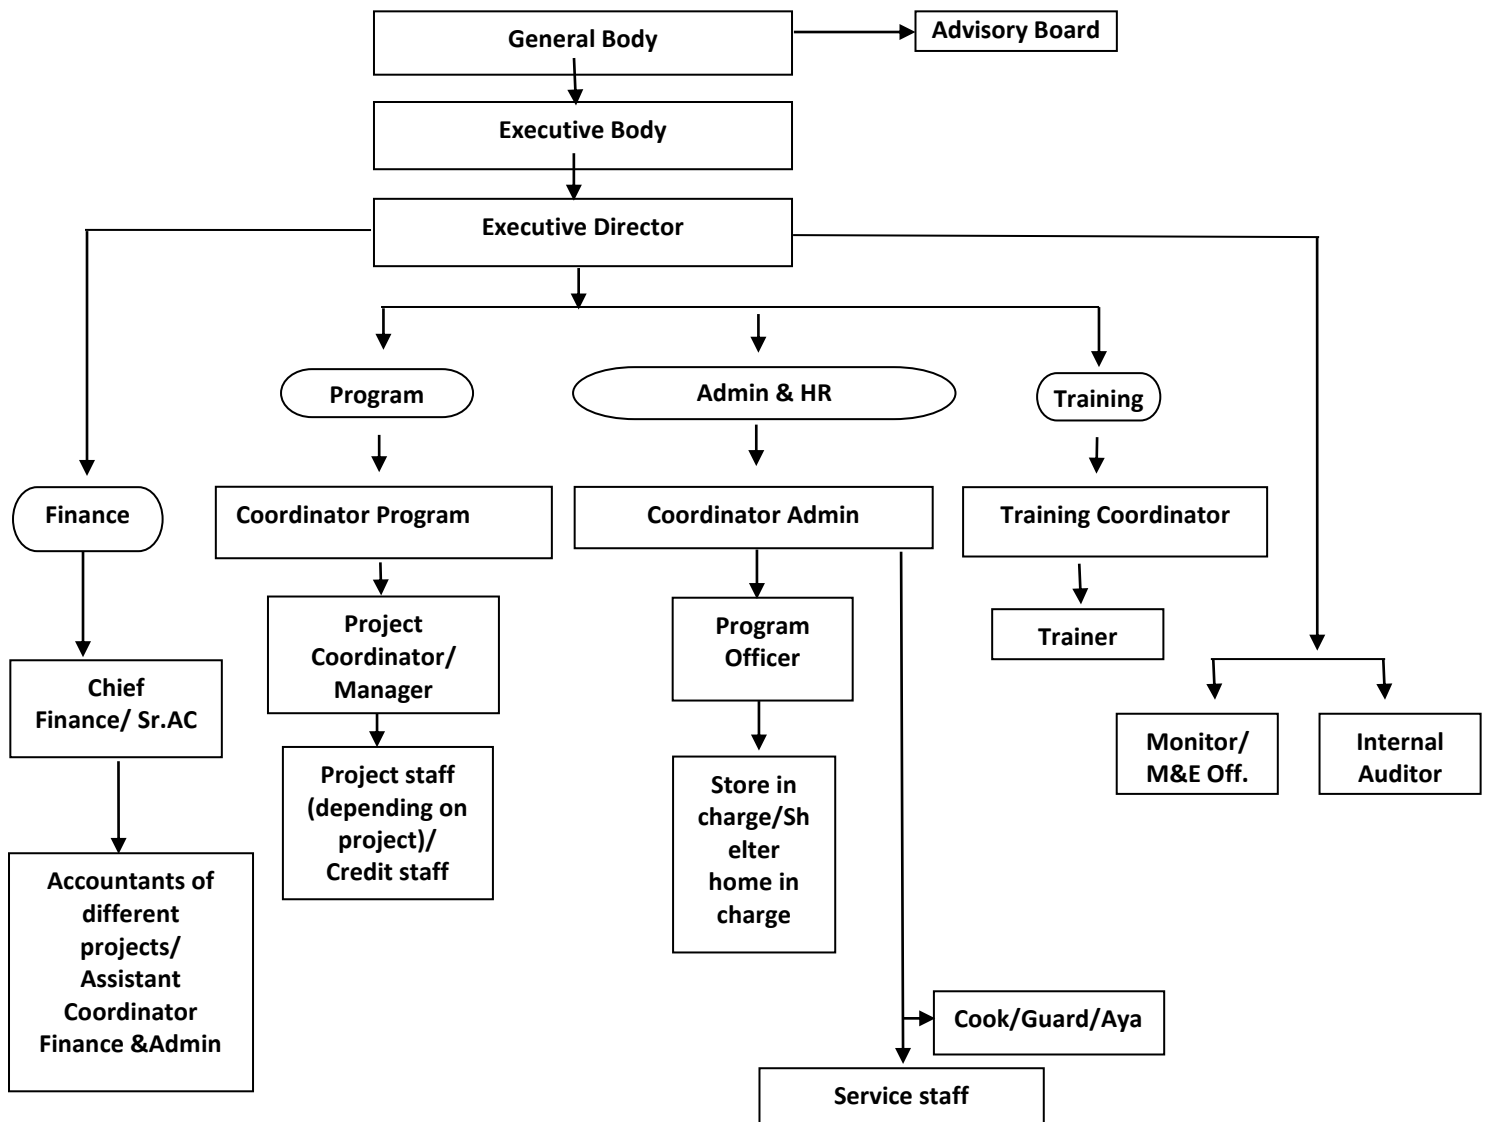 General Body
Advisory Board
Executive Body
Executive Director
Program
Admin & HR
Training
Finance
Coordinator Program
Coordinator Admin
Training Coordinator
Project
Coordinator/
Manager
Program
Officer
Trainer
Chief
Finance/ Sr.AC
Monitor/
M&E Off.
Internal
Auditor
Project staff
(depending on
project)/
Credit staff
Store in
charge/Sh
elter
home in
charge
Accountants of
different
projects/
Assistant
Coordinator
Finance &Admin
Cook/Guard/Aya
Service staff